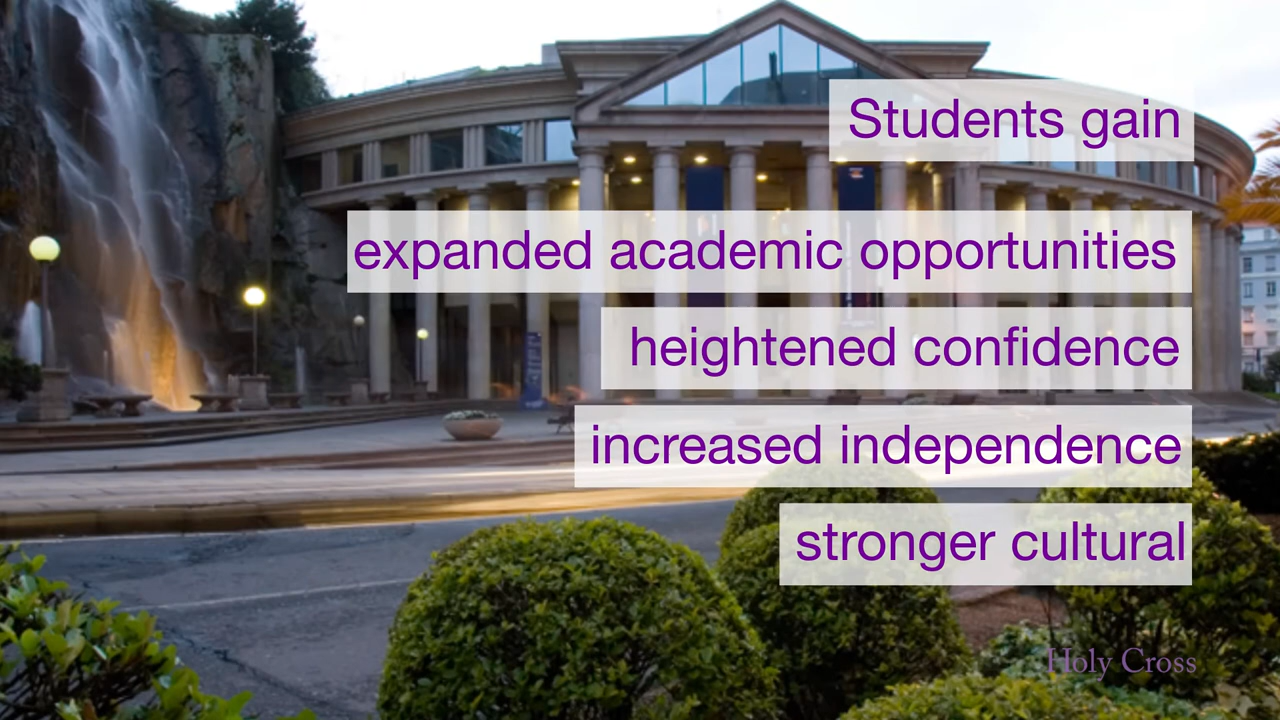 Students gain
expanded academic opportunities
heightened confidence
increased independence
stronger cultural
Holy Cross